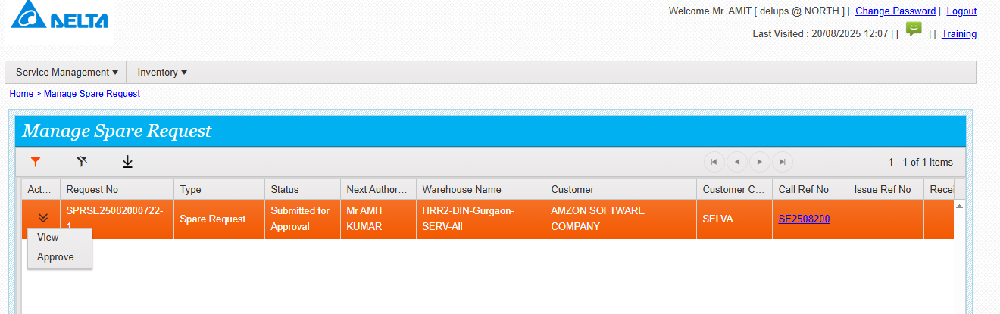 DELTA
Welcome Mr. AMIT [ delups @ NORTH ] | Change Password | Logout
Last Visited : 20/08/2025 12:07 | [ ] | Training
Service Management Inventory
Home > Manage Spare Request
Manage Spare Request
1 - 1 of 1 items
Act... Request No Type Status Next Author... Warehouse Name Customer Customer C... Call Ref No Issue Ref No Recei
SPRSE25082000722-1 Spare Request Submitted for Approval Mr AMIT KUMAR HRR2-DIN-Gurgaon-SERV-All AMZON SOFTWARE COMPANY SELVA SE2508200...
View
Approve